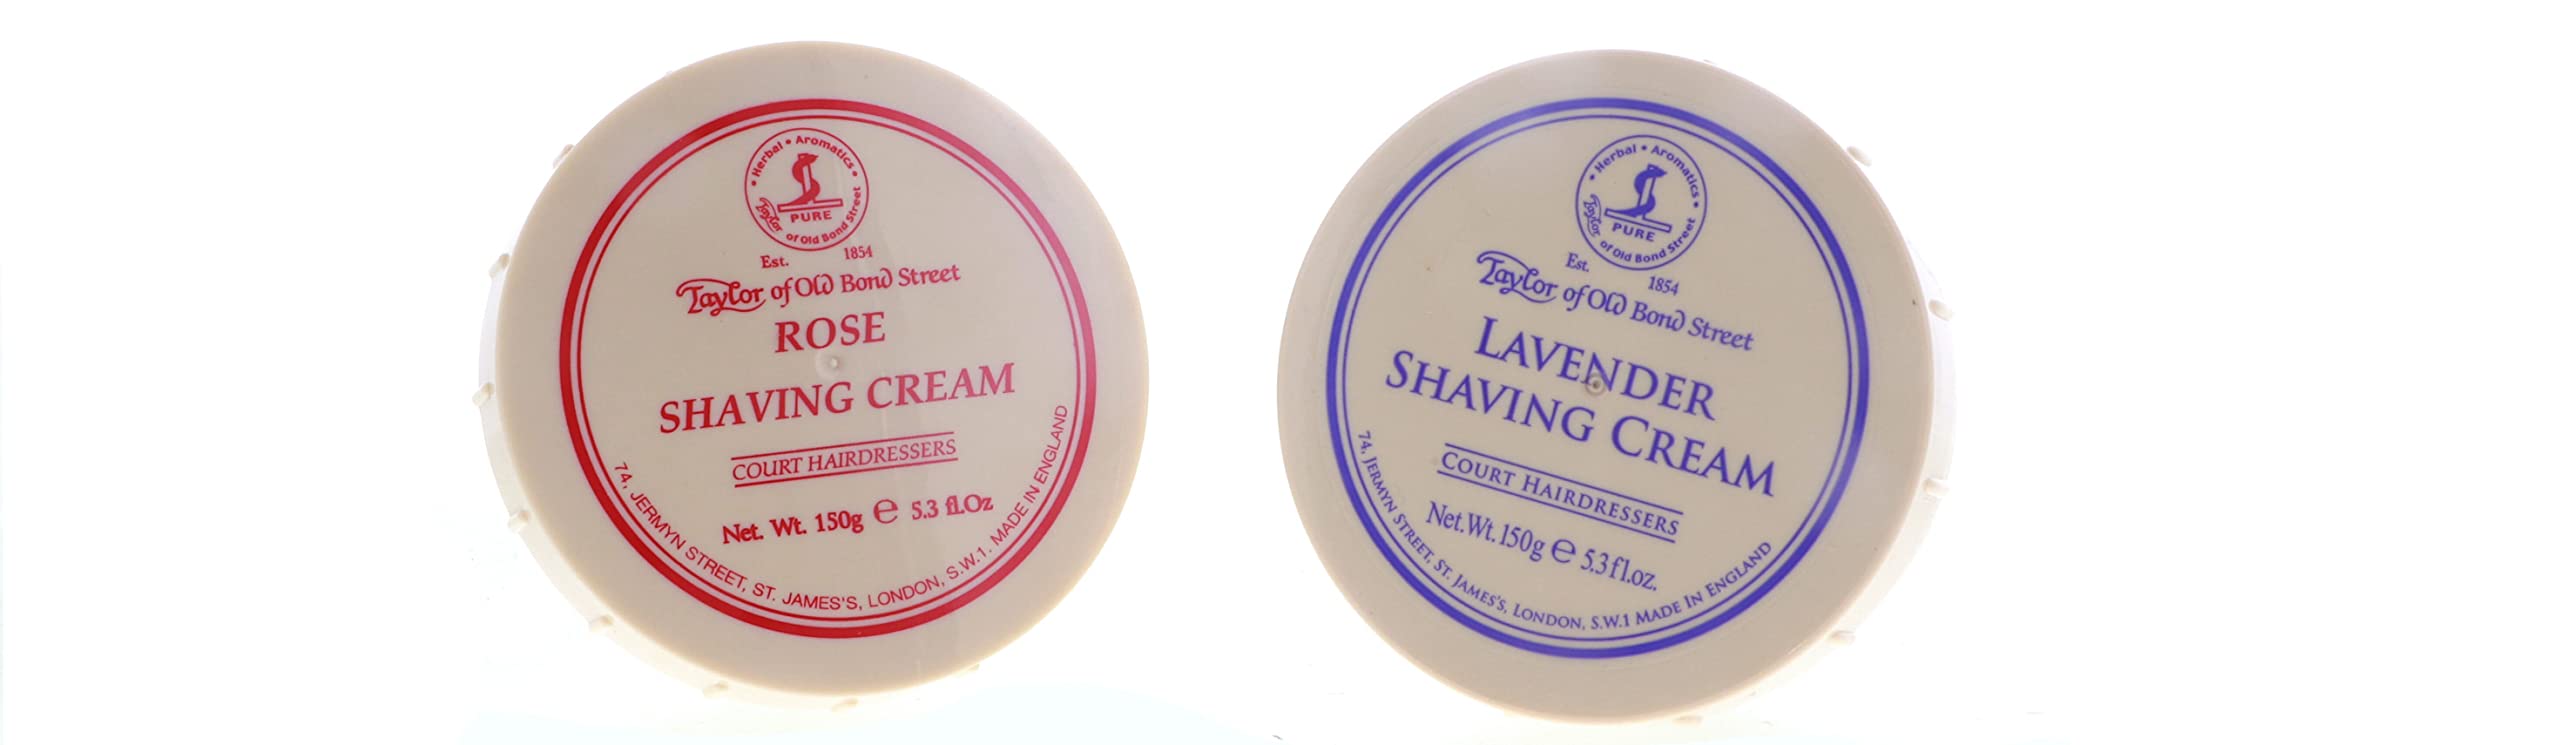 Herbal • Aromatics
PURE
Taylor of Old Bond Street
Est. 1854
Taylor of Old Bond Street
ROSE
SHAVING CREAM
COURT HAIRDRESSERS
Net. Wt. 150g ℮ 5.3 fl.Oz
74, JERMYN STREET, ST. JAMES'S, LONDON, S.W.1. MADE IN ENGLAND
Herbal • Aromatics
PURE
Taylor of Old Bond Street
Est. 1854
Taylor of Old Bond Street
LAVENDER
SHAVING CREAM
COURT HAIRDRESSERS
Net.Wt.150g ℮ 5.3fl.oz.
74, JERMYN STREET, ST. JAMES'S, LONDON, S.W.1 MADE IN ENGLAND